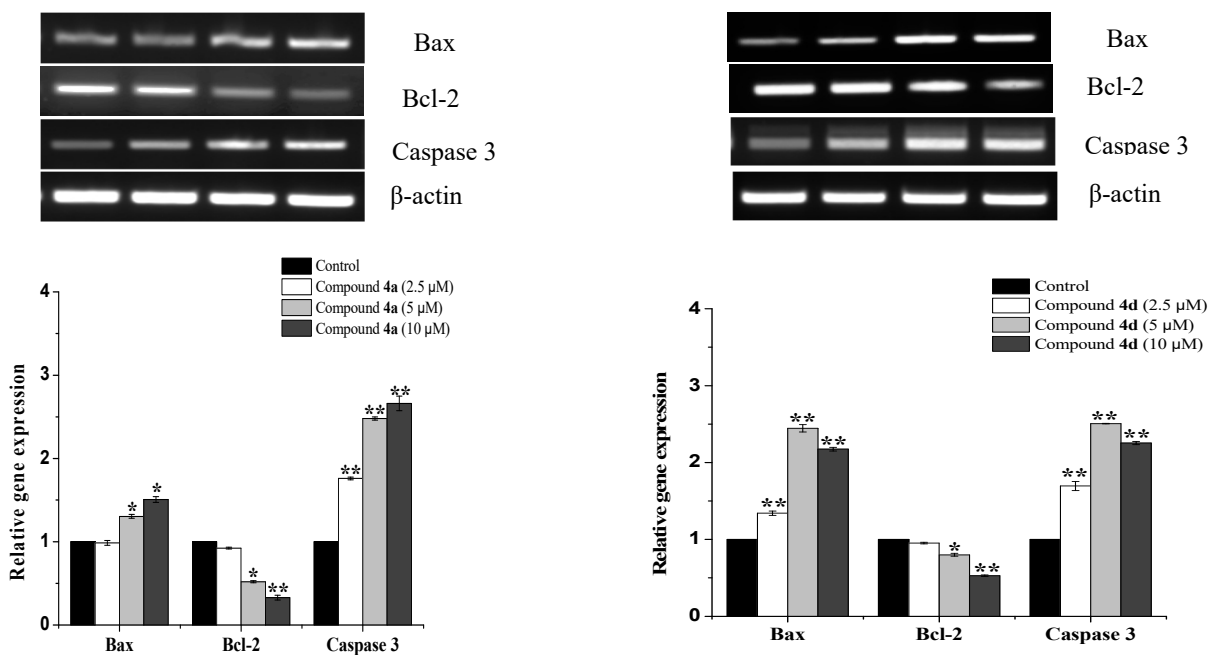 Bax
Bcl-2
Caspase 3
β-actin
Control
Compound 4a (2.5 μM)
Compound 4a (5 μM)
Compound 4a (10 μM)
Relative gene expression
4
3
2
1
0
*
*
*
**
**
**
**
Bax
Bcl-2
Caspase 3
Bax
Bcl-2
Caspase 3
β-actin
Control
Compound 4d (2.5 μM)
Compound 4d (5 μM)
Compound 4d (10 μM)
Relative gene expression
4
3
2
1
0
**
**
**
*
**
**
**
**
Bax
Bcl-2
Caspase 3